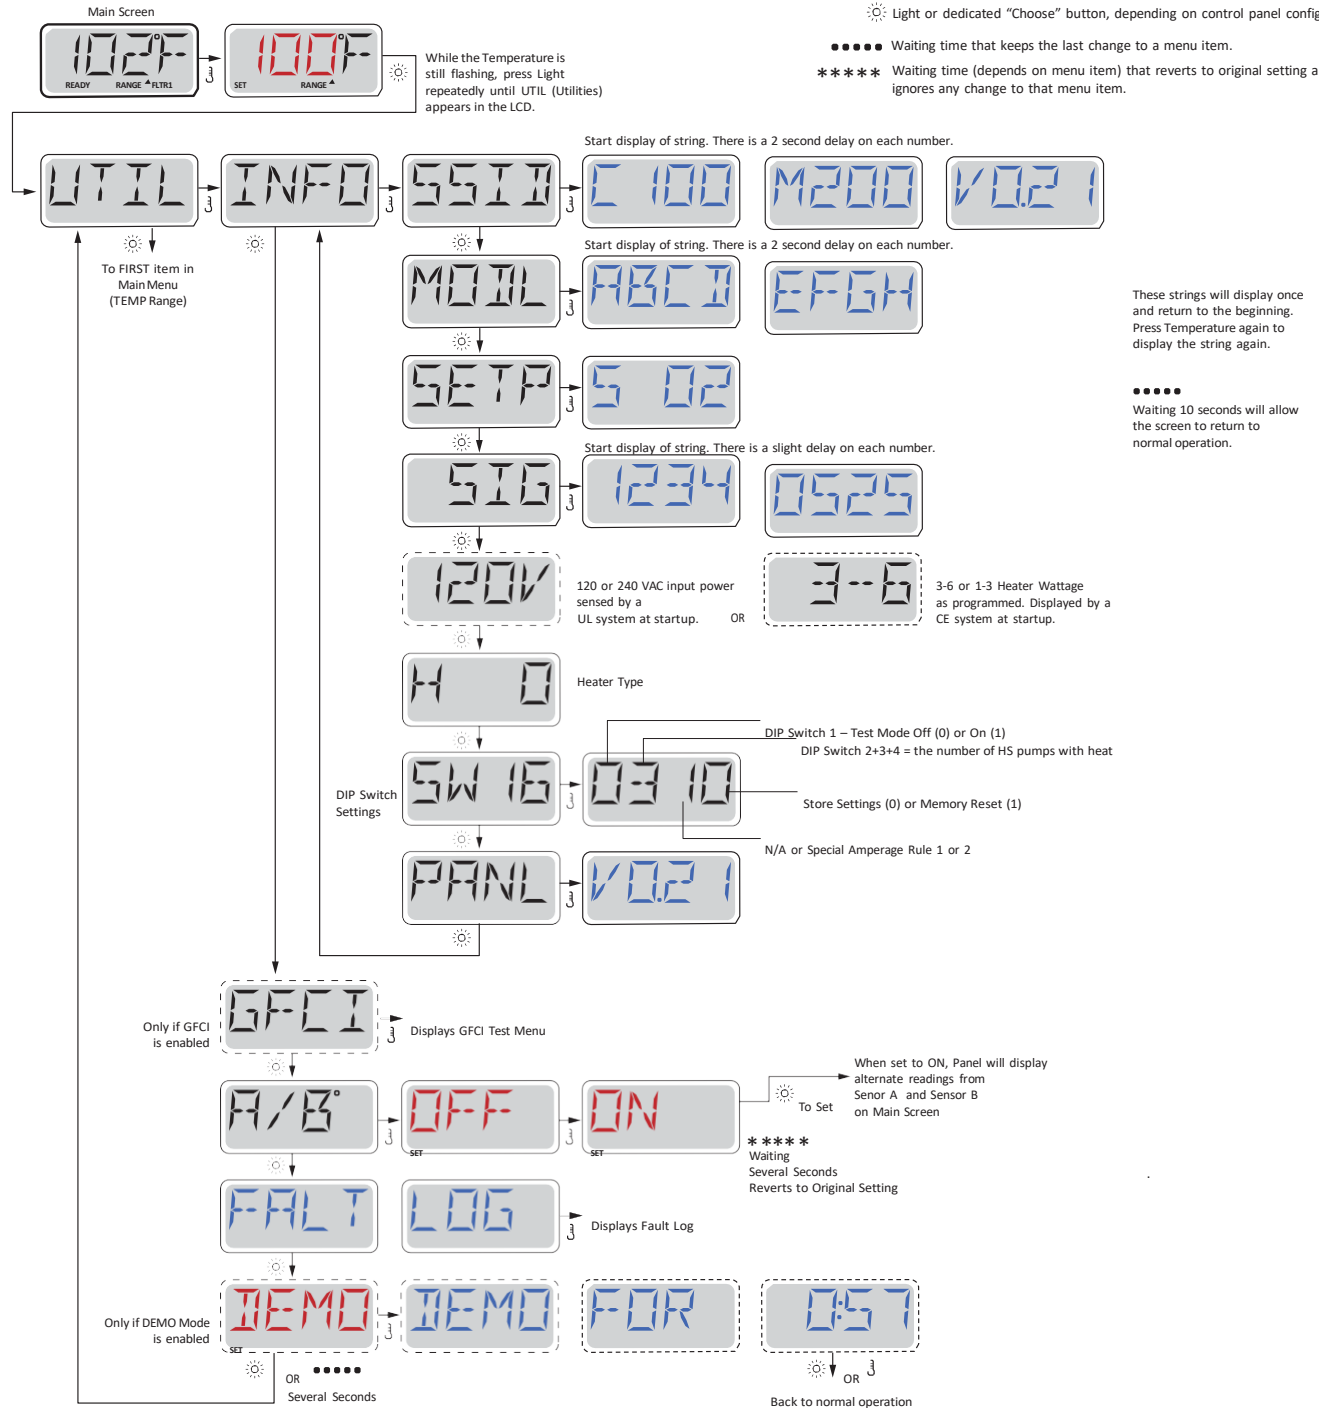 Main Screen
Light or dedicated “Choose” button, depending on control panel config
Waiting time that keeps the last change to a menu item.
***** Waiting time (depends on menu item) that reverts to original setting a
ignores any change to that menu item.
102°F
READY RANGE FLTR1
100°F
SET RANGE
While the Temperature is
still flashing, press Light
repeatedly until UTIL (Utilities)
appears in the LCD.
Start display of string. There is a 2 second delay on each number.
UTIL INFO SSID C 100 M200 V0.21
To FIRST item in
Main Menu
(TEMP Range)
Start display of string. There is a 2 second delay on each number.
MODL ABCD EFGH
These strings will display once
and return to the beginning.
Press Temperature again to
display the string again.
SETP S 02
Waiting 10 seconds will allow
the screen to return to
normal operation.
Start display of string. There is a slight delay on each number.
SIG 1234 0525
120V
120 or 240 VAC input power
sensed by a
UL system at startup.
OR
3-6
3-6 or 1-3 Heater Wattage
as programmed. Displayed by a
CE system at startup.
H 0
Heater Type
DIP Switch 1 – Test Mode Off (0) or On (1)
DIP Switch 2+3+4 = the number of HS pumps with heat
DIP Switch
Settings
SW 16 0310
Store Settings (0) or Memory Reset (1)
N/A or Special Amperage Rule 1 or 2
PANL V0.21
Only if GFCI
is enabled
GFCI
Displays GFCI Test Menu
A/B°
OFF
SET
ON
SET
To Set
When set to ON, Panel will display
alternate readings from
Senor A and Sensor B
on Main Screen
*****
Waiting
Several Seconds
Reverts to Original Setting
FALT LOG
Displays Fault Log
Only if DEMO Mode
is enabled
DEMO
SET
DEMO FOR 0:57
OR
Several Seconds
OR
Back to normal operation